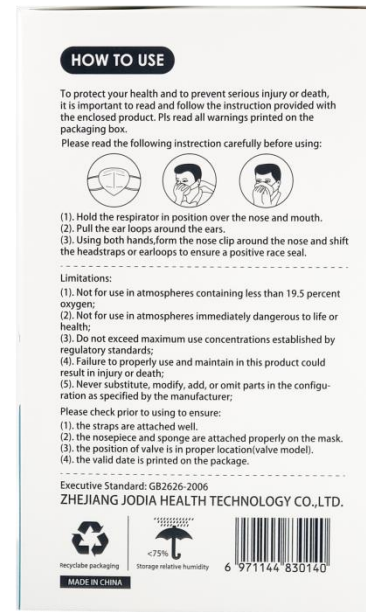 HOW TO USE
To protect your health and to prevent serious injury or death,
it is important to read and follow the instruction provided with
the enclosed product. Pls read all warnings printed on the
packaging box.
Please read the following instrection carefully before using:
(1). Hold the respirator in position over the nose and mouth.
(2). Pull the ear loops around the ears.
(3). Using both hands,form the nose clip around the nose and shift
the headstraps or earloops to ensure a positive race seal.
Limitations:
(1). Not for use in atmospheres containing less than 19.5 percent
oxygen;
(2). Not for use in atmospheres immediately dangerous to life or
health;
(3). Do not exceed maximum use concentrations established by
regulatory standards;
(4). Failure to properly use and maintain in this product could
result in injury or death;
(5). Never substitute, modify, add, or omit parts in the configu-
ration as specified by the manufacturer;
Please check prior to using to ensure:
(1). the straps are attached well.
(2). the nosepiece and sponge are attached properly on the mask.
(3). the position of valve is in proper location(valve model).
(4). the valid date is printed on the package.
Executive Standard: GB2626-2006
ZHEJIANG JODIA HEALTH TECHNOLOGY CO.,LTD.
<75%
Recyclabe packaging
Storage relative humidity
6 971144 830140
MADE IN CHINA